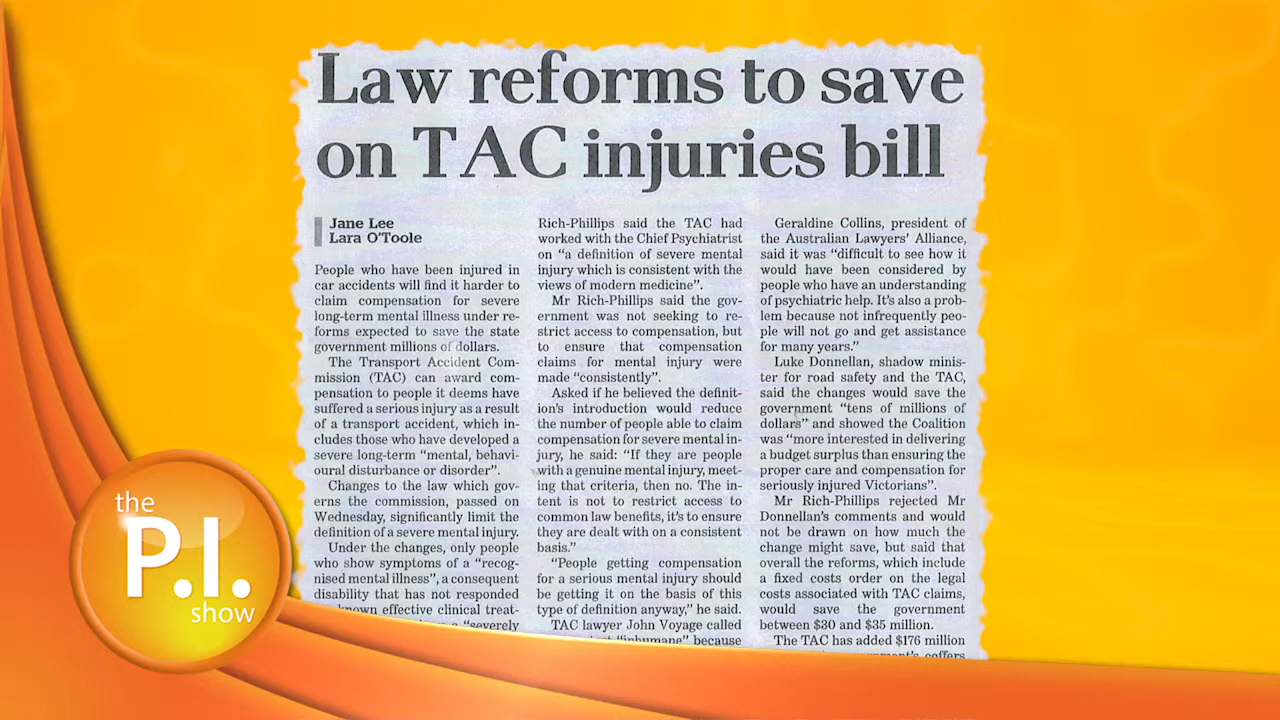 Law reforms to save
on TAC injuries bill
Jane Lee
Lara O'Toole
People who have been injured in
car accidents will find it harder to
claim compensation for severe
long-term mental illness under re-
forms expected to save the state
government millions of dollars.
The Transport Accident Com-
mission (TAC) can award com-
pensation to people it deems have
suffered a serious injury as a result
of a transport accident, which in-
cludes those who have developed a
severe long-term “mental, behavi-
oural disturbance or disorder”.
Changes to the law which gov-
erns the commission, passed on
Wednesday, significantly limit the
definition of a severe mental injury.
Under the changes, only people
who show symptoms of a “recog-
nised mental illness”, a consequent
disability that has not responded
known effective clinical treat-
“severely
Rich-Phillips said the TAC had
worked with the Chief Psychiatrist
on “a definition of severe mental
injury which is consistent with the
views of modern medicine”.
Mr Rich-Phillips said the gov-
ernment was not seeking to re-
strict access to compensation, but
to ensure that compensation
claims for mental injury were
made “consistently”.
Asked if he believed the definit-
ion's introduction would reduce
the number of people able to claim
compensation for severe mental in-
jury, he said: “If they are people
with a genuine mental injury, meet-
ing that criteria, then no. The in-
tent is not to restrict access to
common law benefits, it's to ensure
they are dealt with on a consistent
basis.”
“People getting compensation
for a serious mental injury should
be getting it on the basis of this
type of definition anyway,” he said.
TAC lawyer John Voyage called
“inhumane” because
Geraldine Collins, president of
the Australian Lawyers' Alliance,
said it was “difficult to see how it
would have been considered by
people who have an understanding
of psychiatric help. It's also a prob-
lem because not infrequently peo-
ple will not go and get assistance
for many years.”
Luke Donnellan, shadow minis-
ter for road safety and the TAC,
said the changes would save the
government “tens of millions of
dollars” and showed the Coalition
was “more interested in delivering
a budget surplus than ensuring the
proper care and compensation for
seriously injured Victorians”.
Mr Rich-Phillips rejected Mr
Donnellan's comments and would
not be drawn on how much the
change might save, but said that
overall the reforms, which include
a fixed costs order on the legal
costs associated with TAC claims,
would save the government
between $30 and $35 million.
The TAC has added $176 million
coffers
the
P.I.
show